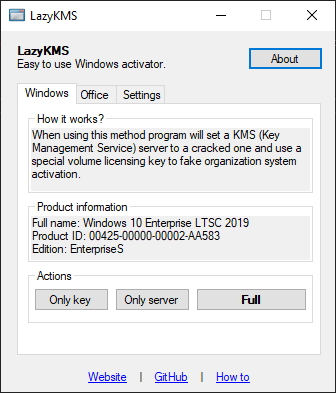 LazyKMS
LazyKMS
Easy to use Windows activator.
About
Windows
Office
Settings
How it works?
When using this method program will set a KMS (Key
Management Service) server to a cracked one and use a
special volume licensing key to fake organization system
activation.
Product information
Full name: Windows 10 Enterprise LTSC 2019
Product ID: 00425-00000-00002-AA583
Edition: EnterpriseS
Actions
Only key
Only server
Full
Website | GitHub | How to